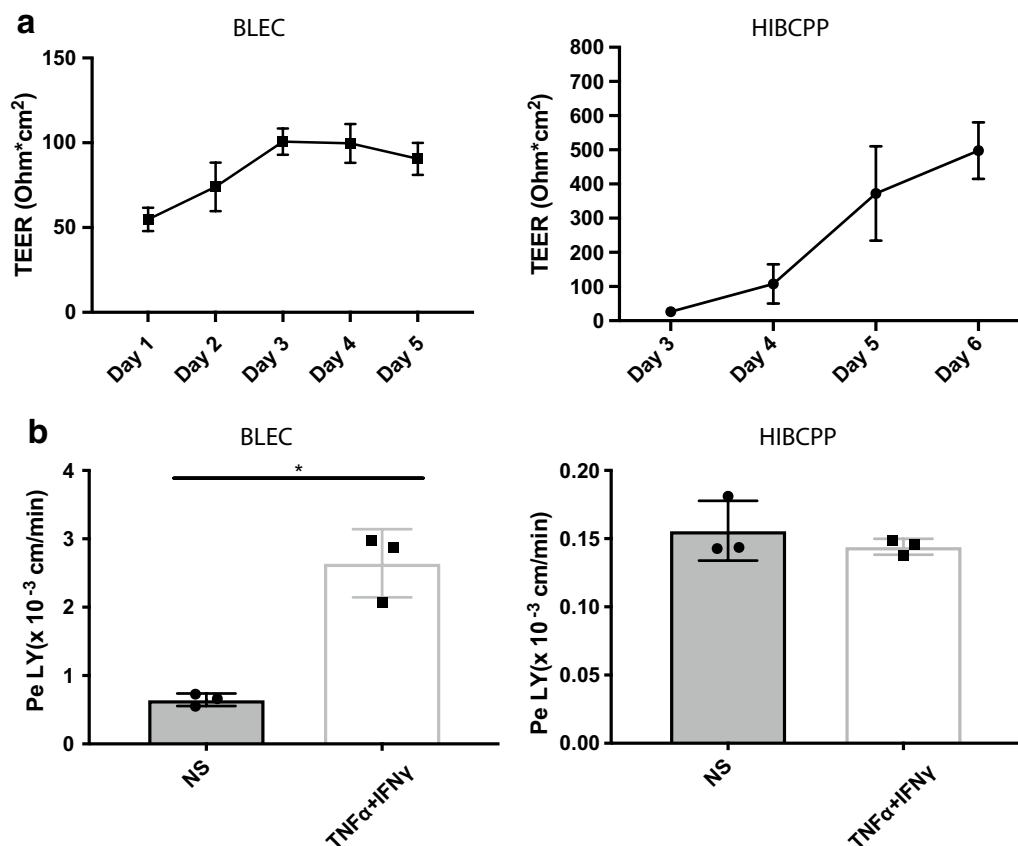 a
BLEC
HIBCPP
TEER (Ohm*cm²)
150
100
50
0
Day 1
Day 2
Day 3
Day 4
Day 5
TEER (Ohm*cm²)
800
700
600
500
400
300
200
100
0
Day 3
Day 4
Day 5
Day 6
b
BLEC
HIBCPP
Pe LY(x 10⁻³ cm/min)
4
3
2
1
0
*
NS
TNFα+IFNγ
Pe LY(x 10⁻³ cm/min)
0.20
0.15
0.10
0.05
0.00
NS
TNFα+IFNγ